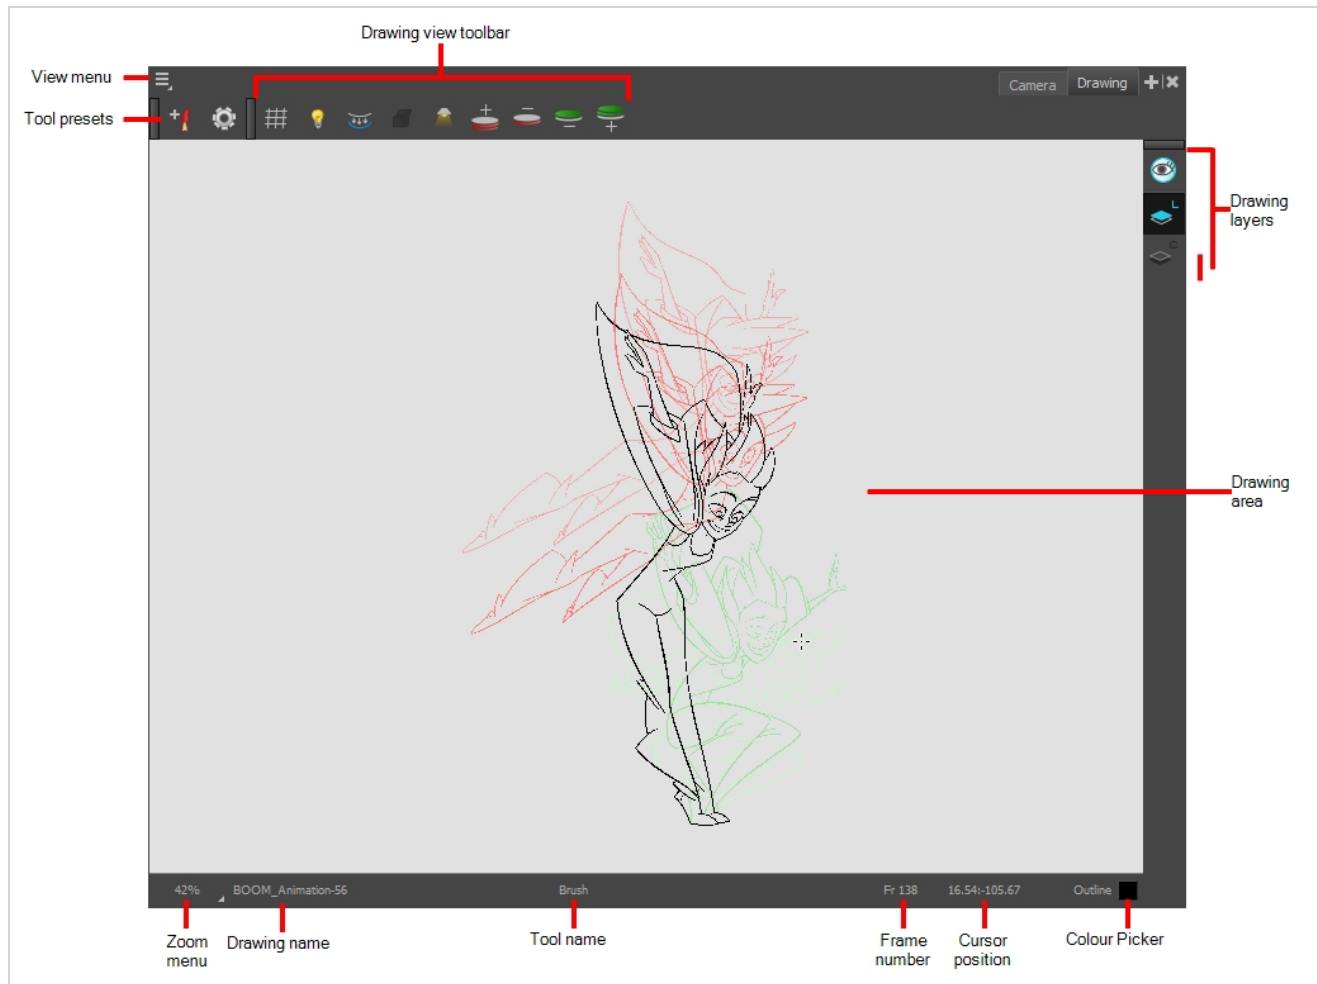 Drawing view toolbar
View menu
Camera
Drawing
Tool presets
L
C
Drawing
layers
Drawing
area
42%
BOOM_Animation-56
Brush
Fr 138
16.54:-105.67
Outline
Zoom
menu
Drawing name
Tool name
Frame
number
Cursor
position
Colour Picker